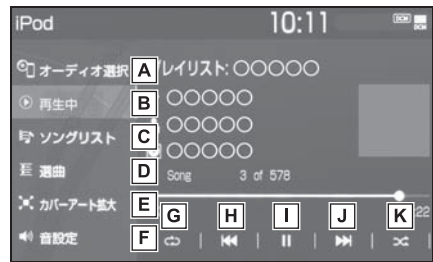 iPod 10:11 DCM
オーディオ選択 A レイリスト:○○○○○
再生中 B ○○○○○
ソングリスト C ○○○○○
○○○○○
選曲 D Song 3 of 578
カバーアート拡大 E
:22
音設定 F G H I J K